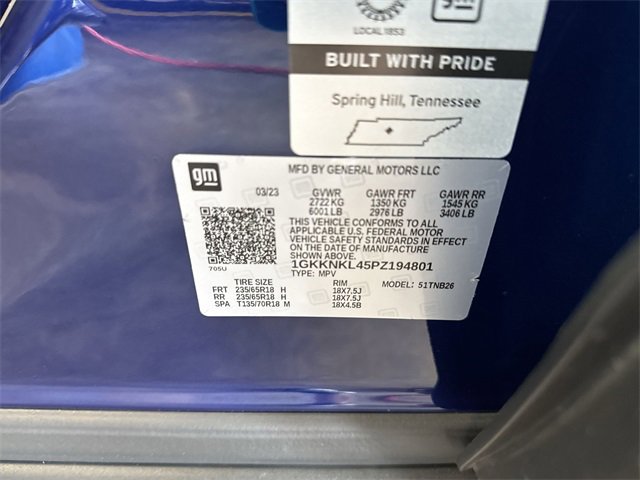 LOCAL 1853
gm
BUILT WITH PRIDE
Spring Hill, Tennessee
gm
MFD BY GENERAL MOTORS LLC
03/23 GVWR GAWR FRT GAWR RR
2722 KG 1350 KG 1545 KG
6001 LB 2976 LB 3406 LB
THIS VEHICLE CONFORMS TO ALL
APPLICABLE U.S. FEDERAL MOTOR
VEHICLE SAFETY STANDARDS IN EFFECT
ON THE DATE OF MANUFACTURE
SHOWN ABOVE.
705U
1GKKNKL45PZ194801
TYPE: MPV
TIRE SIZE RIM MODEL: 51TNB26
FRT 235/65R18 H 18X7.5J
RR 235/65R18 H 18X7.5J
SPA T135/70R18 M 18X4.5B